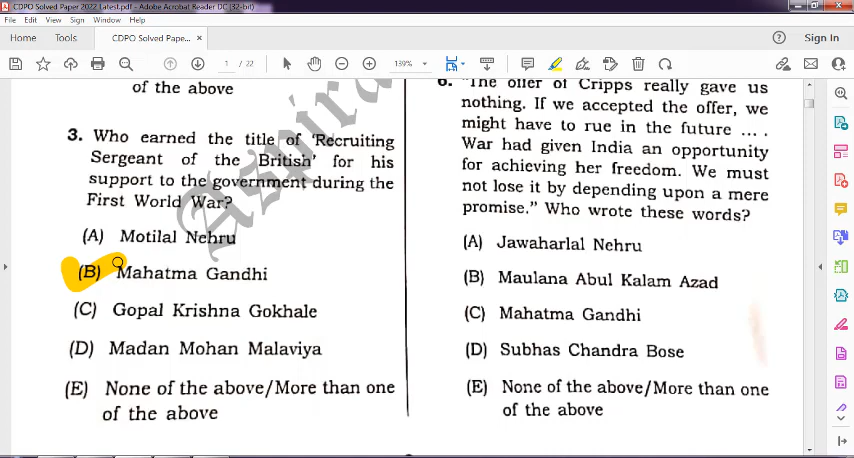 CDPO Solved Paper 2022 Latest.pdf - Adobe Acrobat Reader DC (32-bit)
File Edit View Sign Window Help
Home Tools CDPO Solved Pape... × Sign In
1 / 22 139%
of the above
3. Who earned the title of 'Recruiting
Sergeant of the British' for his
support to the government during the
First World War?
(A) Motilal Nehru
(B) Mahatma Gandhi
(C) Gopal Krishna Gokhale
(D) Madan Mohan Malaviya
(E) None of the above/More than one
of the above
6. "The offer of Cripps really gave us
nothing. If we accepted the offer, we
might have to rue in the future ... .
War had given India an opportunity
for achieving her freedom. We must
not lose it by depending upon a mere
promise." Who wrote these words?
(A) Jawaharlal Nehru
(B) Maulana Abul Kalam Azad
(C) Mahatma Gandhi
(D) Subhas Chandra Bose
(E) None of the above/More than one
of the above
Aspira